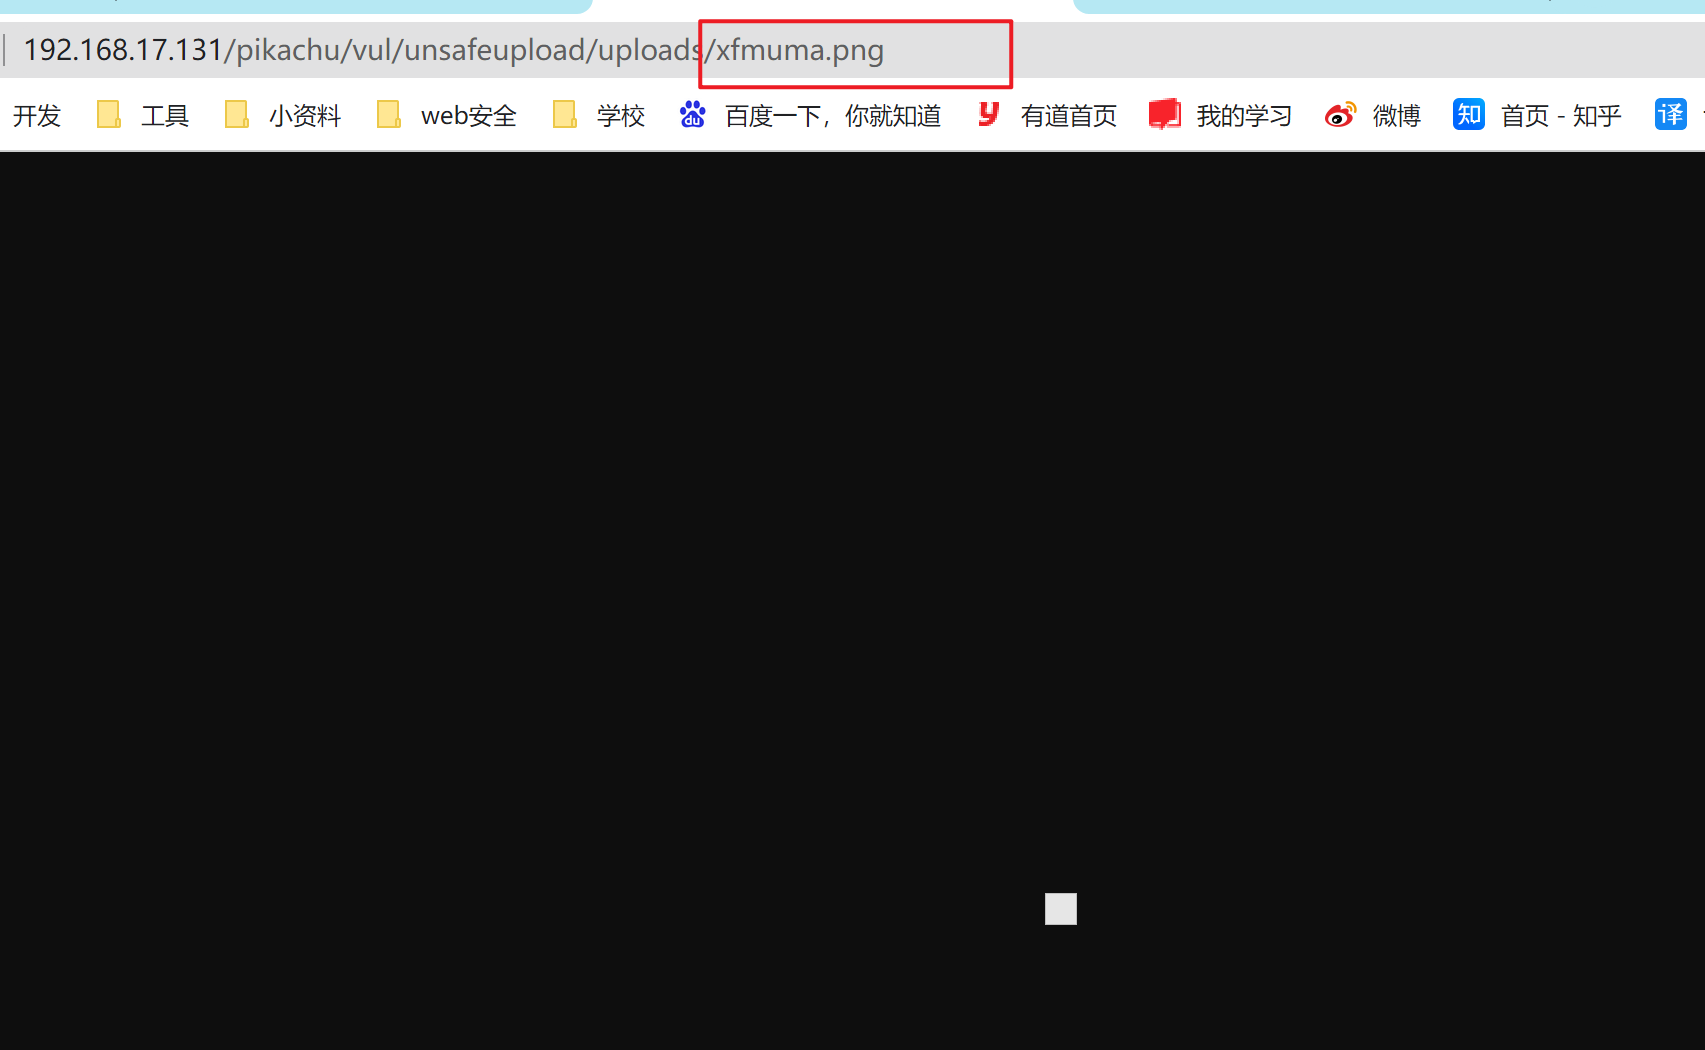 192.168.17.131/pikachu/vul/unsafeupload/uploads/xfmuma.png
开发 工具 小资料 web安全 学校 du 百度一下，你就知道 y 有道首页 我的学习 微博 知 首页 - 知乎 译